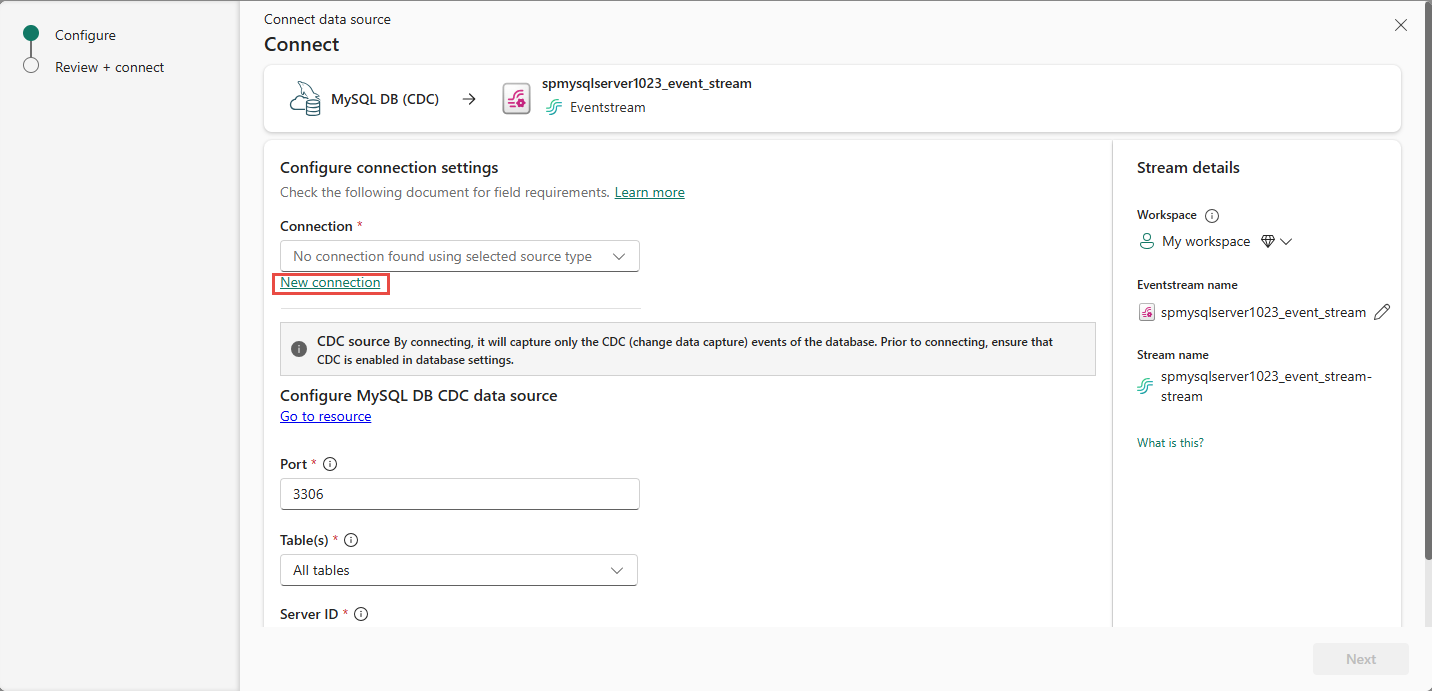 Configure
Review + connect
Connect data source
Connect
MySQL DB (CDC)
spmysqlserver1023_event_stream
Eventstream
Configure connection settings
Check the following document for field requirements. Learn more
Connection *
No connection found using selected source type
New connection
CDC source By connecting, it will capture only the CDC (change data capture) events of the database. Prior to connecting, ensure that
CDC is enabled in database settings.
Configure MySQL DB CDC data source
Go to resource
Port *
3306
Table(s) *
All tables
Server ID *
Stream details
Workspace
My workspace
Eventstream name
spmysqlserver1023_event_stream
Stream name
spmysqlserver1023_event_stream-
stream
What is this?
Next